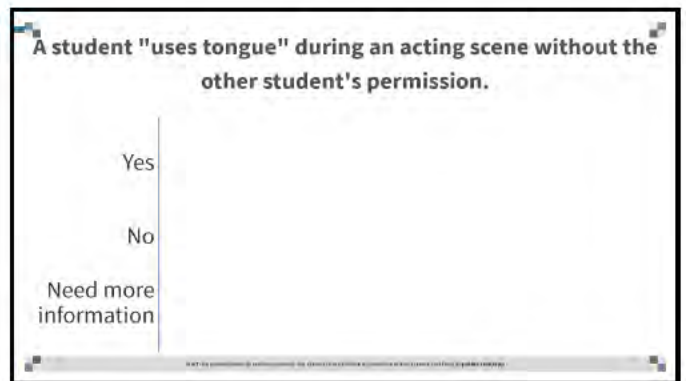 A student "uses tongue" during an acting scene without the
other student's permission.
Yes
No
Need more
information